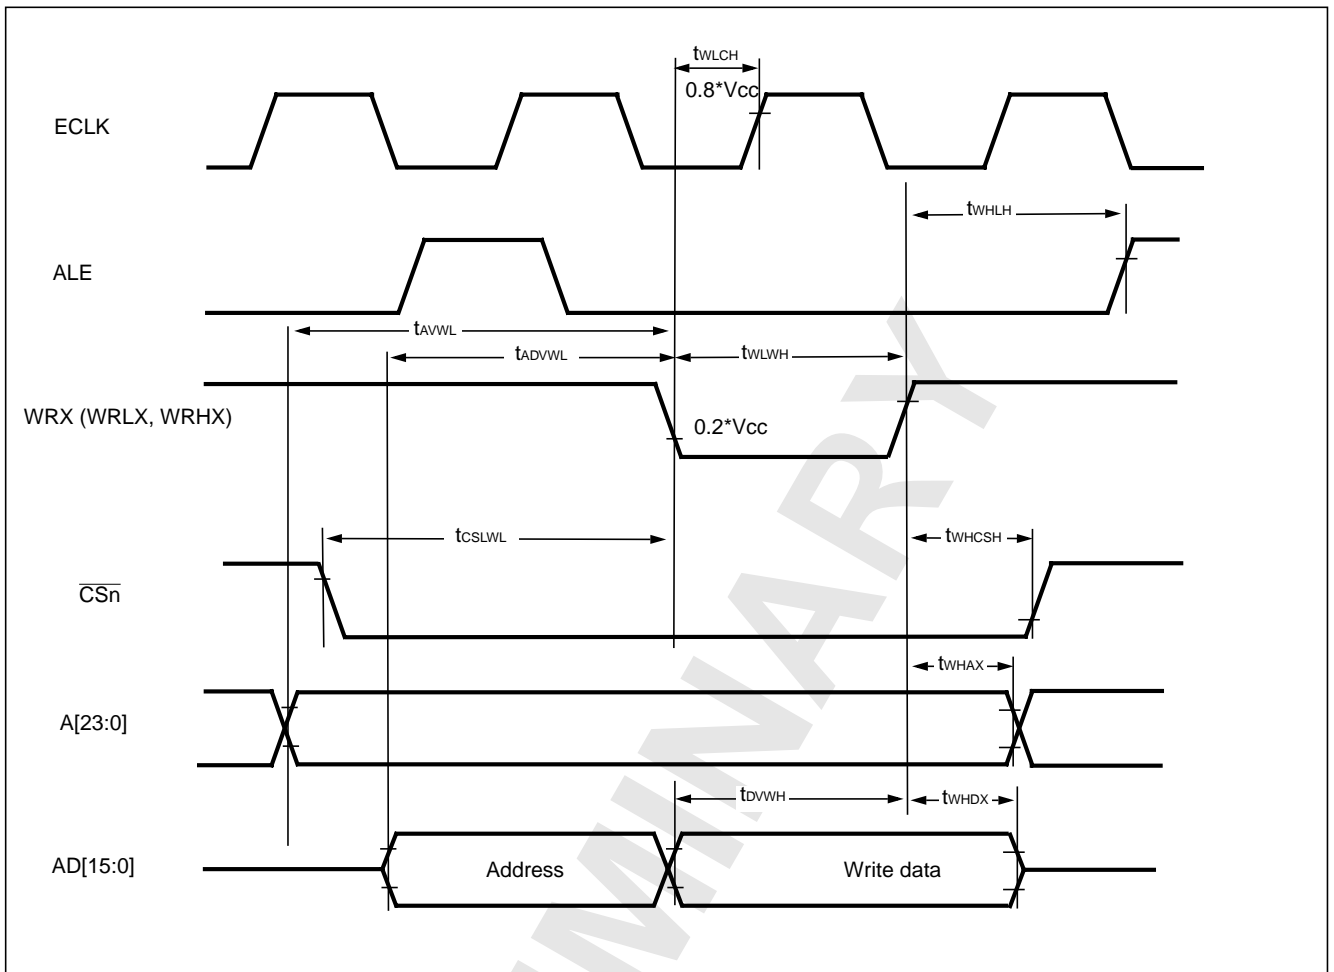 tWLCH
0.8*Vcc
ECLK
tWHLH
ALE
tAVWL
tADVWL
tWLWH
WRX (WRLX, WRHX)
0.2*Vcc
tCSLWL
tWHCSH
CSn
tWHAX
A[23:0]
tDVWH
tWHDX
AD[15:0]
Address
Write data